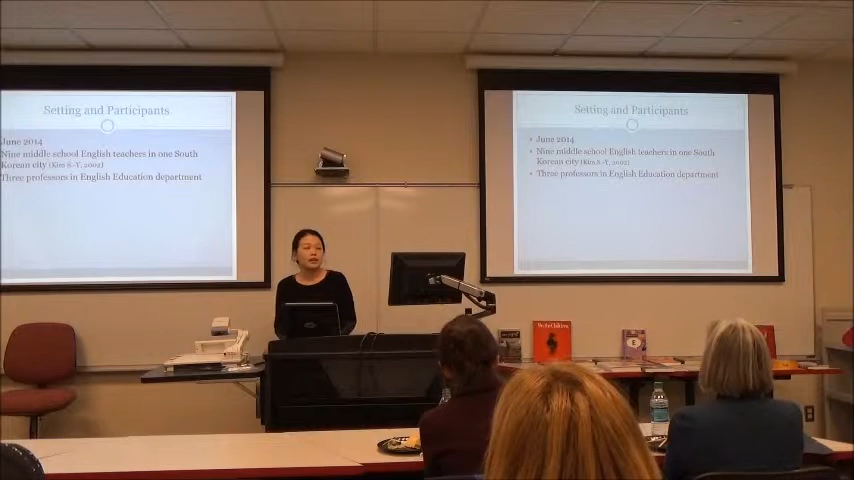 Setting and Participants
June 2014
Nine middle school English teachers in one South
Korean city (Kim S.-Y, 2002)
Three professors in English Education department
Setting and Participants
• June 2014
• Nine middle school English teachers in one South
Korean city (Kim S.-Y, 2002)
• Three professors in English Education department
E